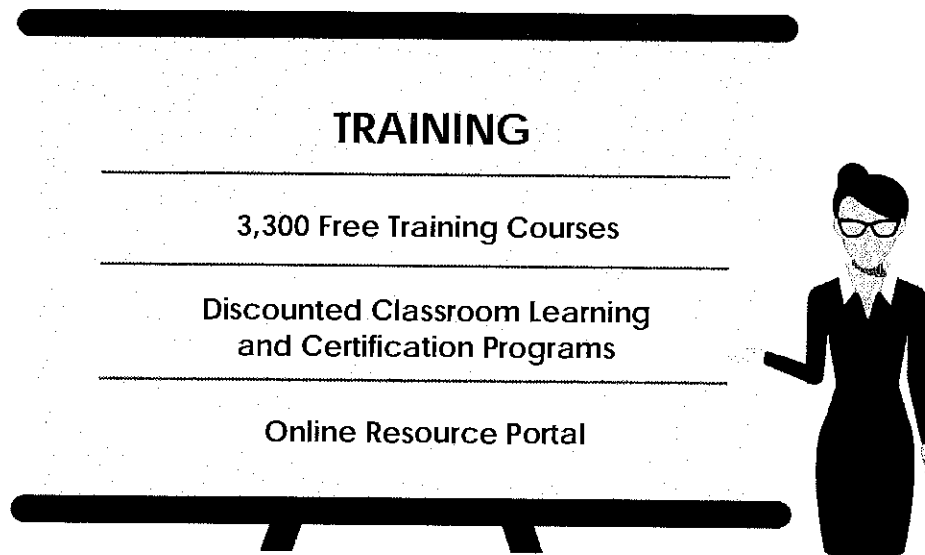 TRAINING
3,300 Free Training Courses
Discounted Classroom Learning
and Certification Programs
Online Resource Portal